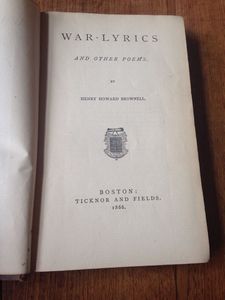 WAR-LYRICS
AND OTHER POEMS.
BY
HENRY HOWARD BROWNELL.
BOSTON:
TICKNOR AND FIELDS.
1866.